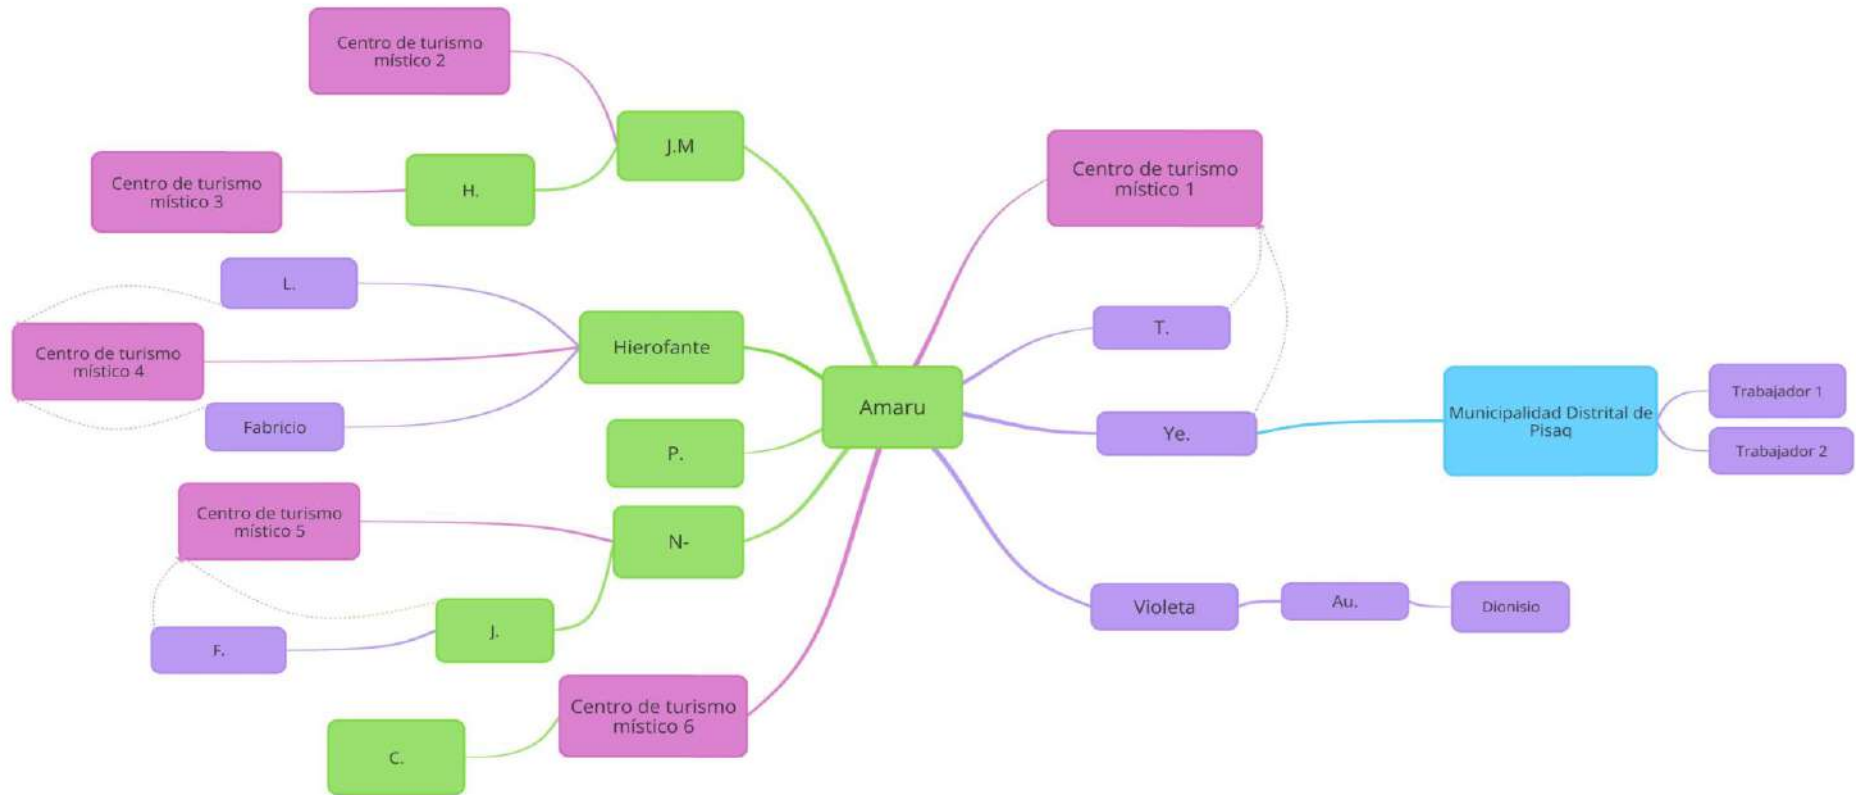 Centro de turismo
místico 2
J.M
Centro de turismo
místico 1
Centro de turismo
místico 3
H.
L.
Hierofante
T.
Centro de turismo
místico 4
Amaru
Municipalidad Distrital de
Pisaq
Trabajador 1
Trabajador 2
Fabricio
Ye.
P.
Centro de turismo
místico 5
N-
Violeta
Au.
Dionisio
J.
F.
Centro de turismo
místico 6
C.